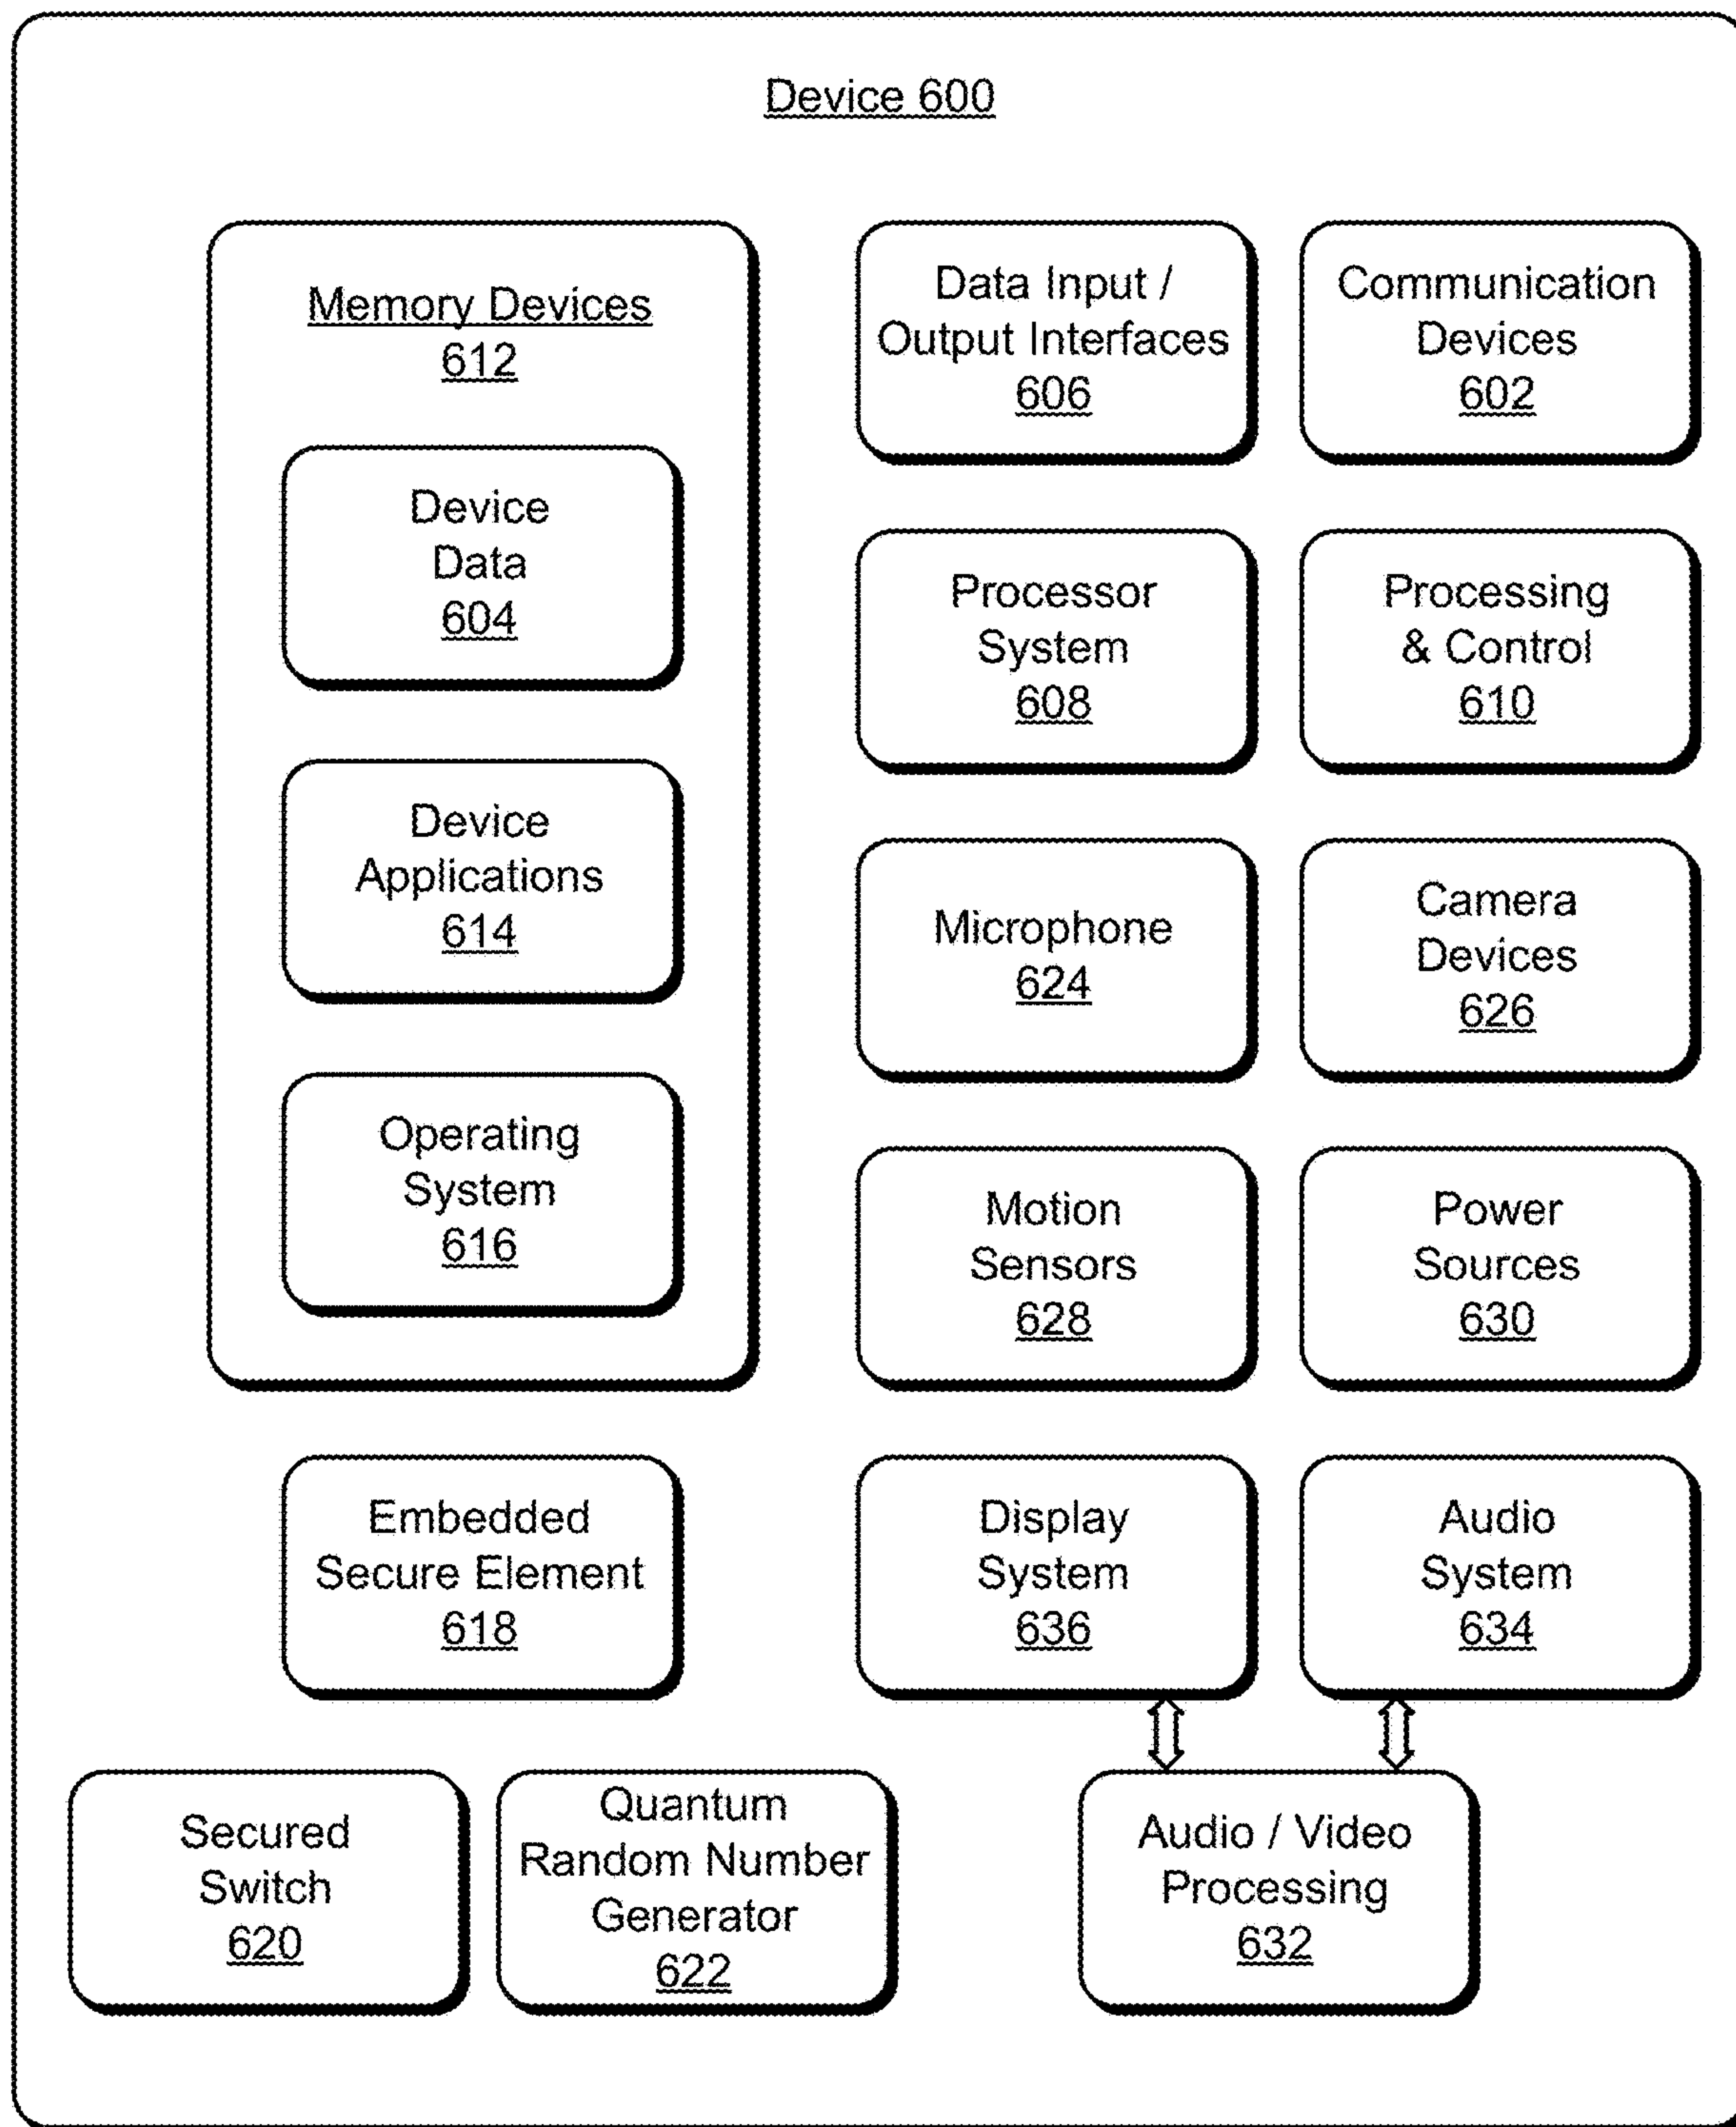 Device 600
Memory Devices
612
Device
Data
604
Device
Applications
614
Operating
System
616
Data Input /
Output Interfaces
606
Communication
Devices
602
Processor
System
608
Processing
& Control
610
Microphone
624
Camera
Devices
626
Motion
Sensors
628
Power
Sources
630
Embedded
Secure Element
618
Display
System
636
Audio
System
634
Secured
Switch
620
Quantum
Random Number
Generator
622
Audio / Video
Processing
632